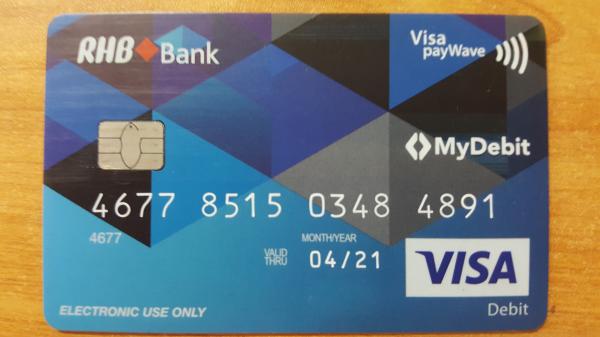 RHB Bank
Visa payWave
MyDebit
4677 8515 0348 4891
4677
MONTH/YEAR
VALID THRU 04/21
VISA
ELECTRONIC USE ONLY
Debit